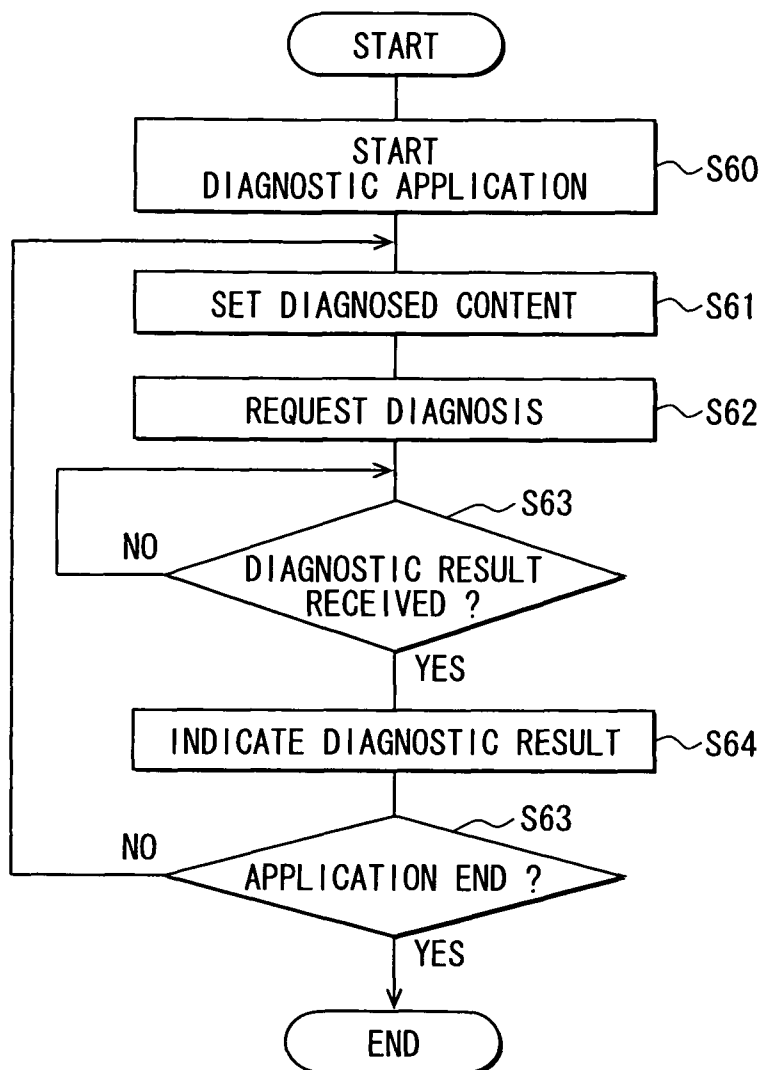 START
START
DIAGNOSTIC APPLICATION
S60
SET DIAGNOSED CONTENT
S61
REQUEST DIAGNOSIS
S62
S63
NO
DIAGNOSTIC RESULT
RECEIVED ?
YES
INDICATE DIAGNOSTIC RESULT
S64
S63
NO
APPLICATION END ?
YES
END